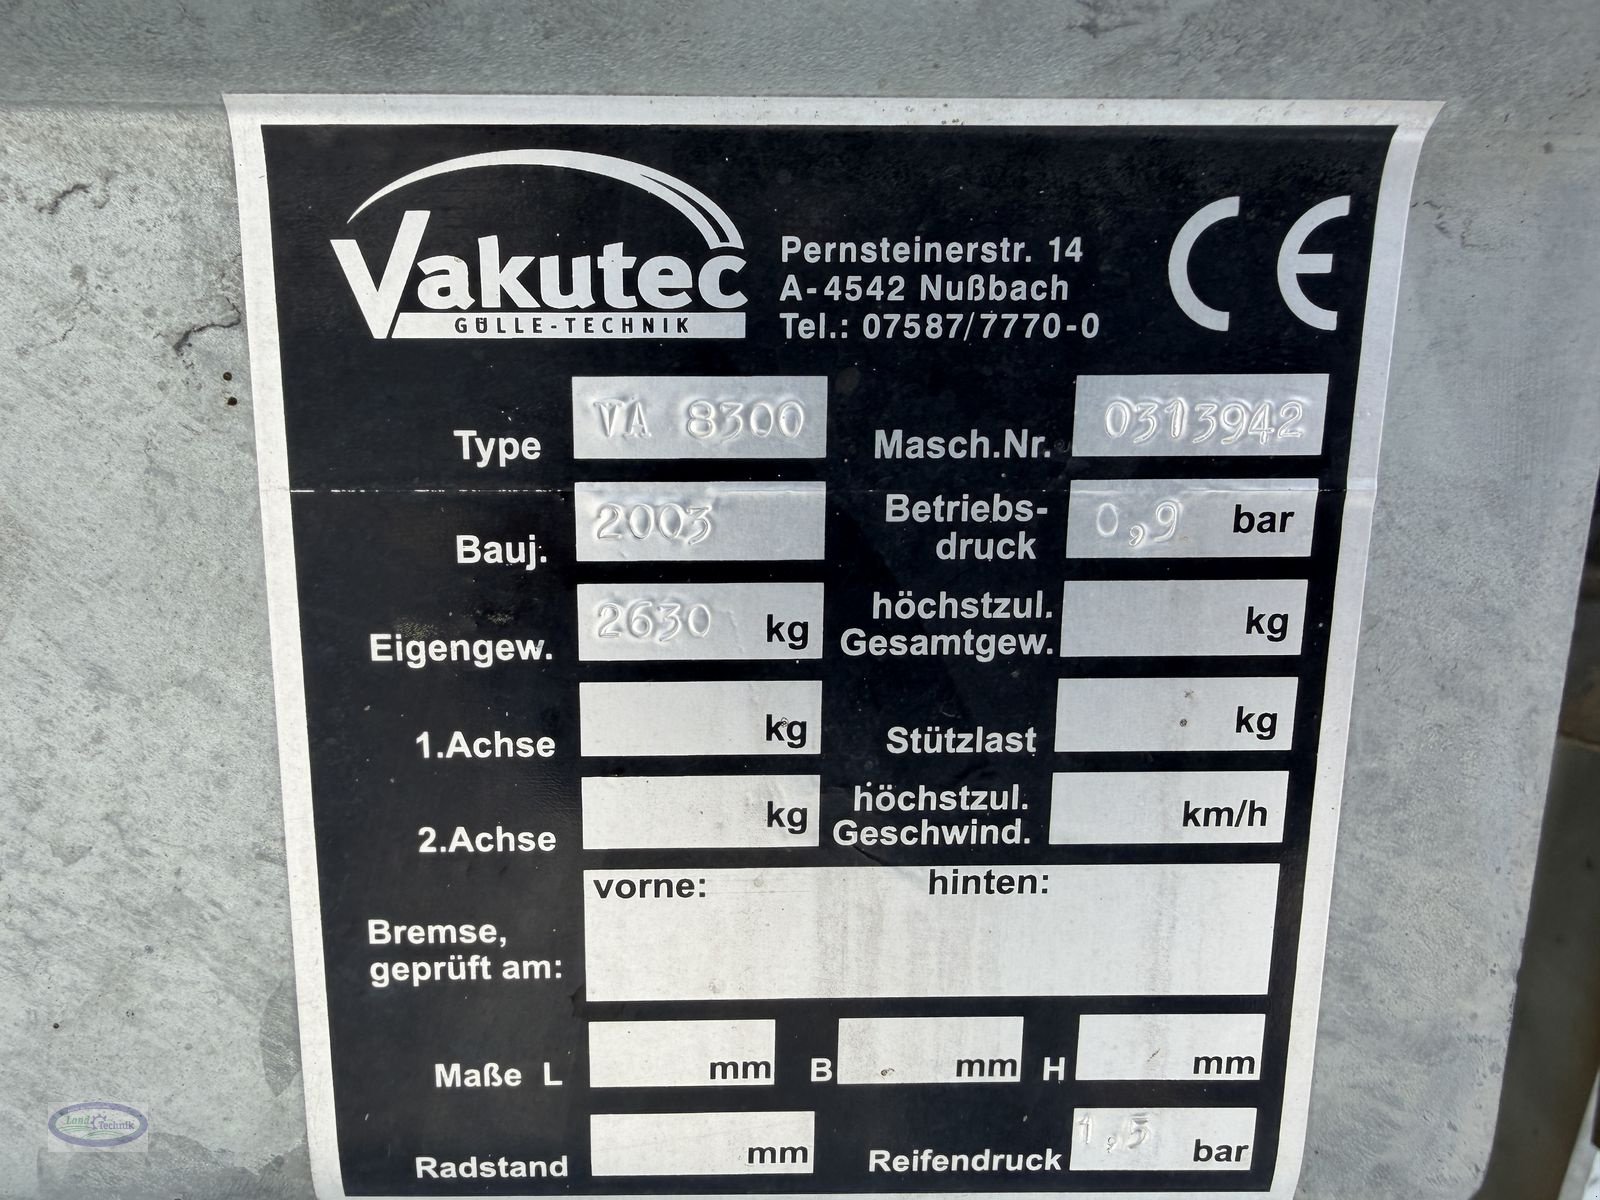 Vakutec
GÜLLE-TECHNIK
Pernsteinerstr. 14
A-4542 Nußbach
Tel.: 07587/7770-0
CE
Type VA 8300
Masch.Nr. 0313942
Bauj. 2003
Betriebs-
druck 0,9 bar
Eigengew. 2630 kg
höchstzul.
Gesamtgew. kg
1.Achse kg
Stützlast kg
2.Achse kg
höchstzul.
Geschwind. km/h
Bremse,
geprüft am:
vorne: hinten:
Maße L mm B mm H mm
Radstand mm
Reifendruck 1,5 bar
Land Technik